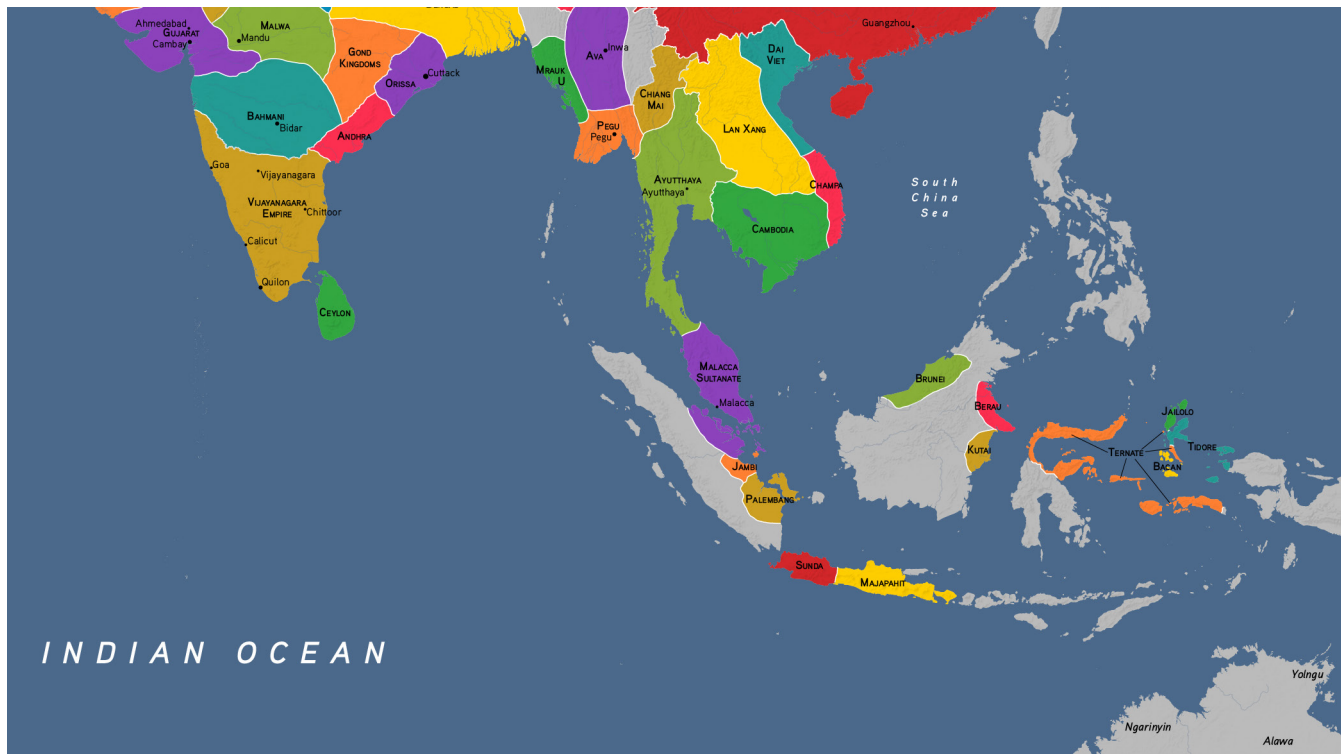 Ahmedabad
GUJARAT
Cambay
MALWA
Mandu
GOND
KINGDOMS
ORISSA
Cuttack
BAHMANI
Bidar
ANDHRA
Goa
Vijayanagara
VIJAYANAGARA
EMPIRE
Chittoor
Calicut
Quilon
CEYLON
MRAUK
U
AVA
Inwa
PEGU
Pegu
CHIANG
MAI
LAN XANG
DAI
VIET
Guangzhou
AYUTTHAYA
Ayutthaya
CHAMPA
CAMBODIA
South
China
Sea
MALACCA
SULTANATE
Malacca
JAMBI
PALEMBANG
BRUNEI
BERAU
KUTAI
JAILOLO
TIDORE
TERNATE
BACAN
SUNDA
MAJAPAHIT
INDIAN OCEAN
Yolngu
Ngarinyin
Alawa